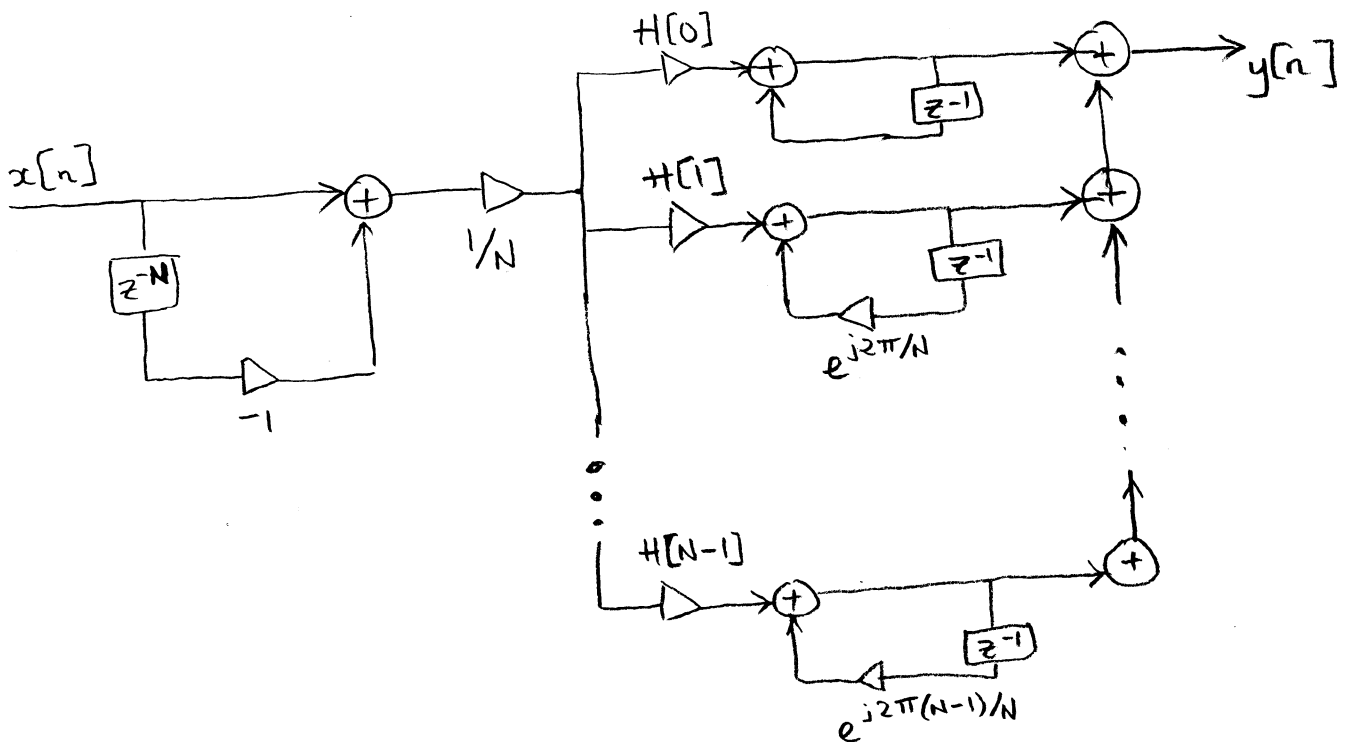 H[0]
+
+
y[n]
z⁻¹
x[n]
H[1]
+
1/N
+
+
z⁻¹
z⁻ᴺ
e^{j2π/N}
-1
H[N-1]
+
+
z⁻¹
e^{j2π(N-1)/N}